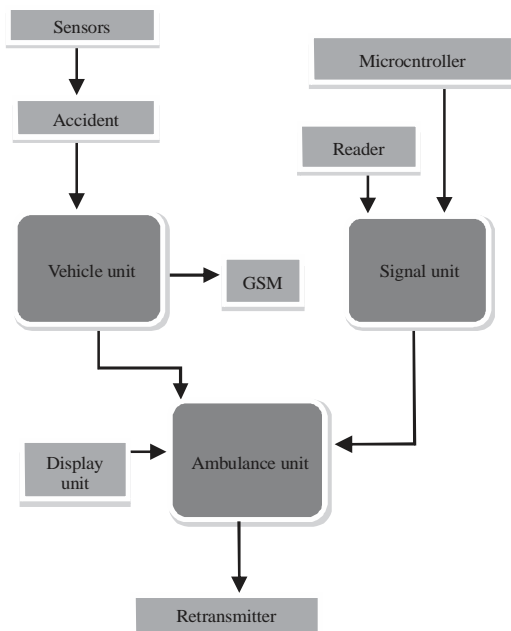 Sensors
Microcntroller
Accident
Reader
Vehicle unit
GSM
Signal unit
Display
unit
Ambulance unit
Retransmitter